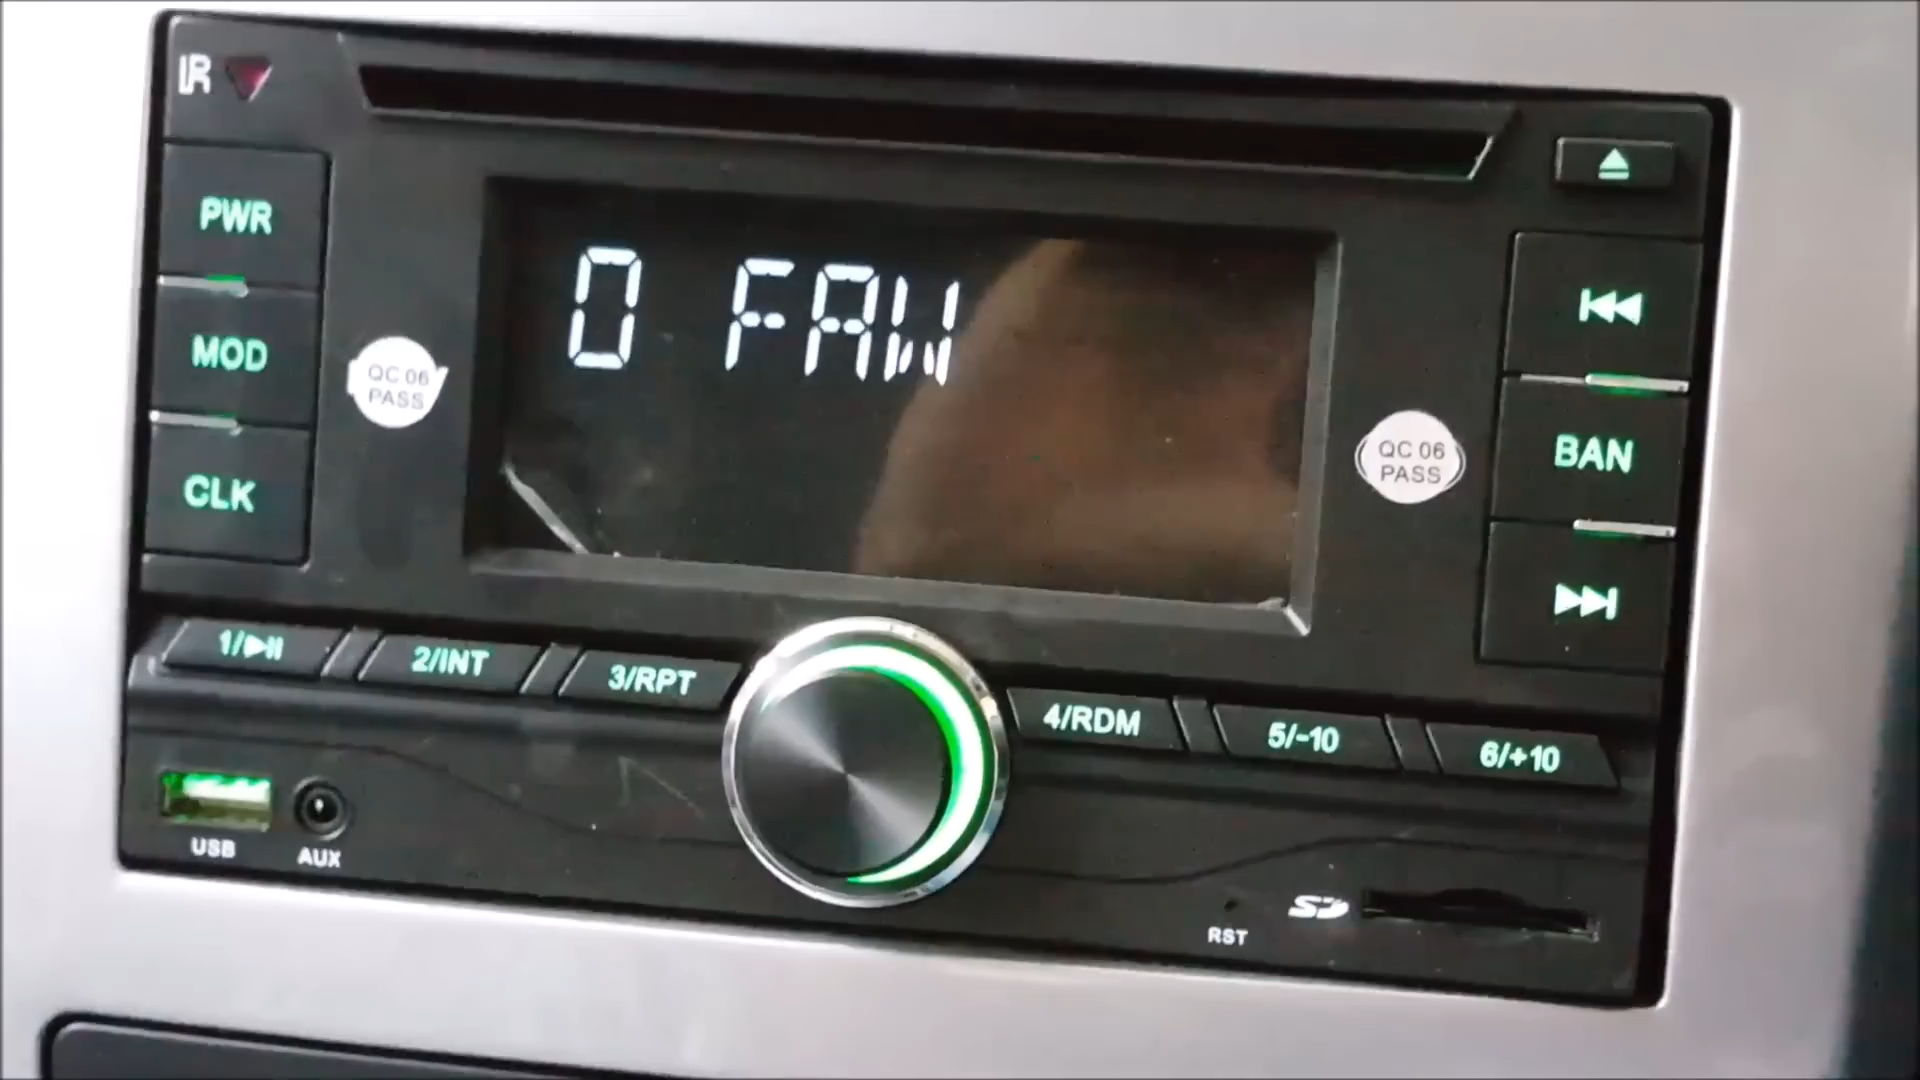 IR
0 FAW
PWR
MOD
CLK
QC 06
PASS
QC 06
PASS
BAN
1/
2/INT
3/RPT
4/RDM
5/-10
6/+10
USB
AUX
RST
SD